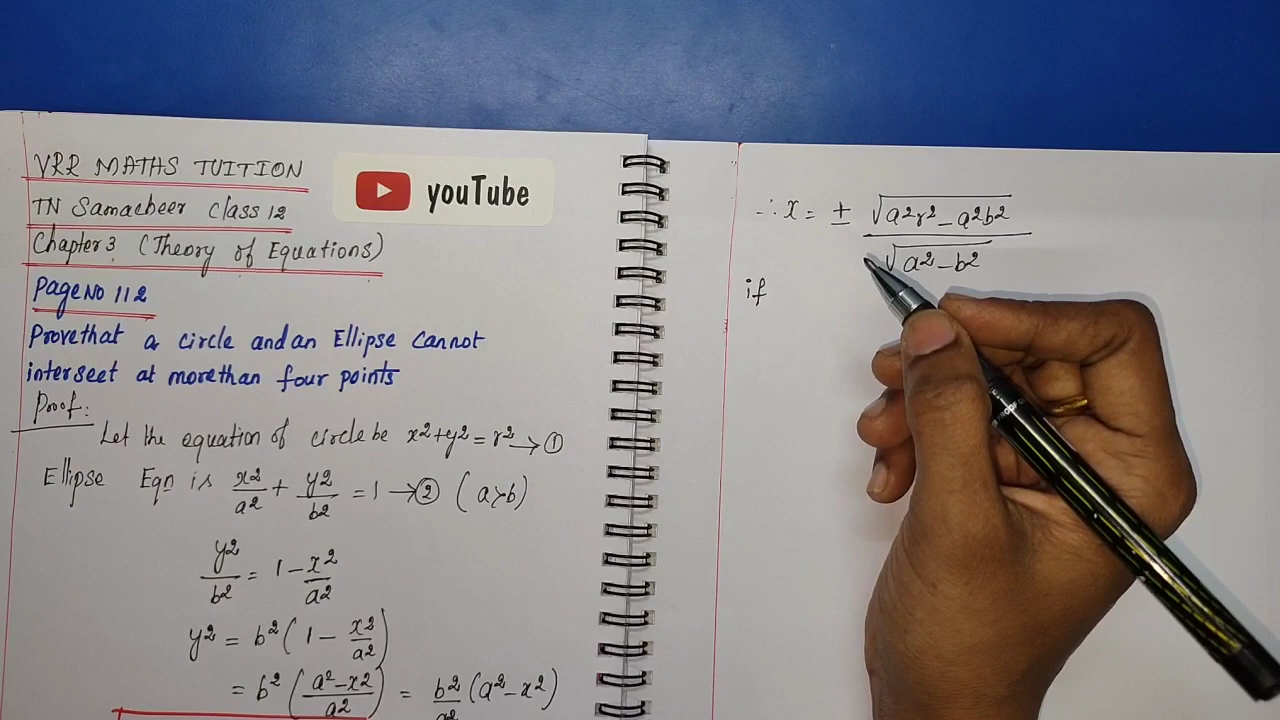 VRR MATHS TUITION
youTube
TN Samacheer Class 12
Chapter 3 (Theory of Equations)
Page No 112
Prove that a circle and an Ellipse cannot
intersect at more than four points
Proof:
Let the equation of circle be x²+y²=r² → ①
Ellipse Eqn is x²/a² + y²/b² = 1 → ② (a>b)
y²/b² = 1 - x²/a²
y² = b² (1 - x²/a²)
= b² (a²-x²/a²) = b²/a² (a²-x²)
∴ x = ± √a²r²-a²b² / √a²-b²
if